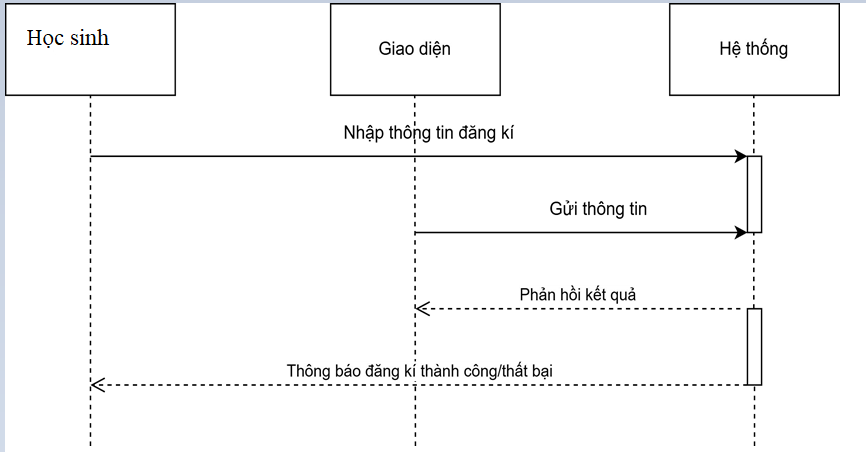 Học sinh
Giao diện
Hệ thống
Nhập thông tin đăng kí
Gửi thông tin
Phản hồi kết quả
Thông báo đăng kí thành công/thất bại